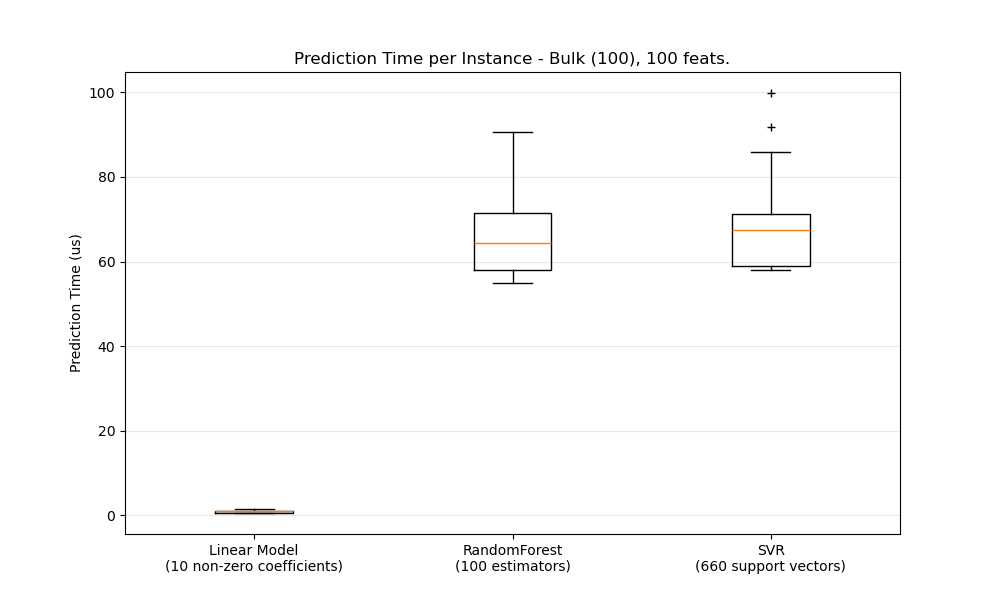 Prediction Time per Instance - Bulk (100), 100 feats.
Prediction Time (us)
100
80
60
40
20
0
Linear Model
(10 non-zero coefficients)
RandomForest
(100 estimators)
SVR
(660 support vectors)